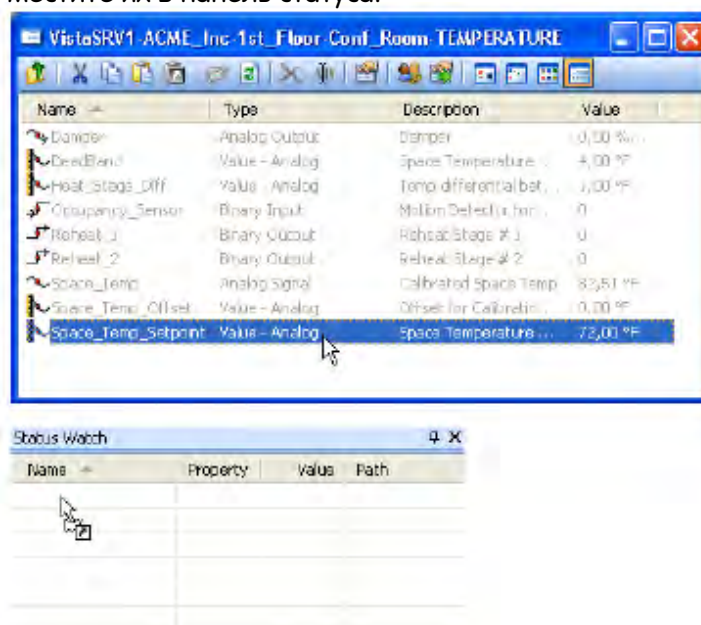 местите их в панель статуса.
VistaSRV1-ACME_Inc-1st_Floor-Conf_Room-TEMPERATURE
Name Type Description Value
Damper Analog Output Damper 0,00 %...
DeadBand Value - Analog Space Temperature ... 4,00 °F
Heat_Stage_Diff Value - Analog Temp differential bet... 1,00 °F
Occupancy_Sensor Binary Input Motion Detector for ... 0
Reheat_1 Binary Output Reheat Stage # 1 0
Reheat_2 Binary Output Reheat Stage # 2 0
Space_Temp Analog Signal Calibrated Space Temp °F
Space_Temp_Offset Value - Analog Offset for Calibratio... 0,00 °F
Space_Temp_Setpoint Value - Analog Space Temperature ... 72,00 °F
Status Watch
Name Property Value Path